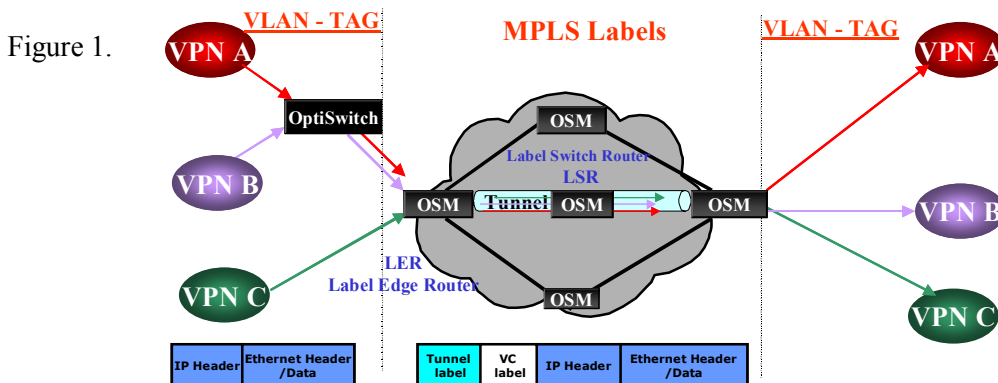 Figure 1.
VLAN - TAG
MPLS Labels
VLAN - TAG
VPN A
VPN A
OptiSwitch
OSM
Label Switch Router
LSR
VPN B
OSM
Tunnel
OSM
OSM
VPN B
LER
Label Edge Router
VPN C
OSM
VPN C
IP Header
Ethernet Header
/Data
Tunnel
label
VC
label
IP Header
Ethernet Header
/Data